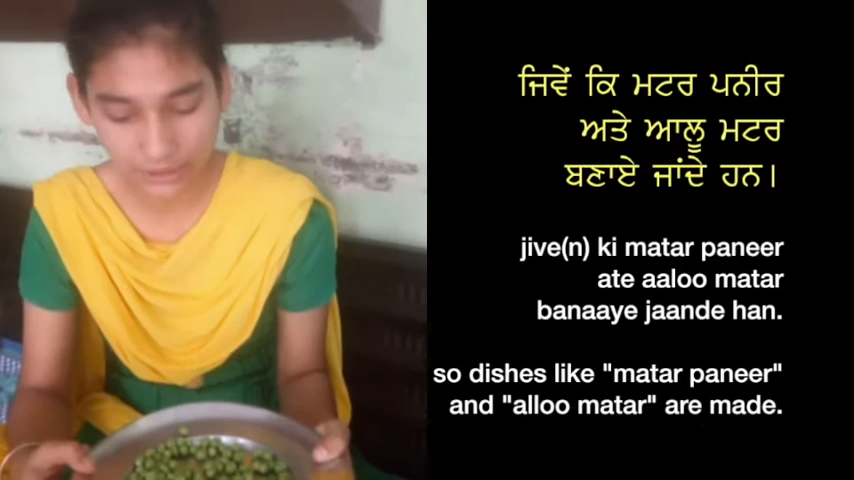 ਜਿਵੇਂ ਕਿ ਮਟਰ ਪਨੀਰ
ਅਤੇ ਆਲੂ ਮਟਰ
ਬਣਾਏ ਜਾਂਦੇ ਹਨ।
jive(n) ki matar paneer
ate aaloo matar
banaaye jaande han.
so dishes like "matar paneer"
and "alloo matar" are made.